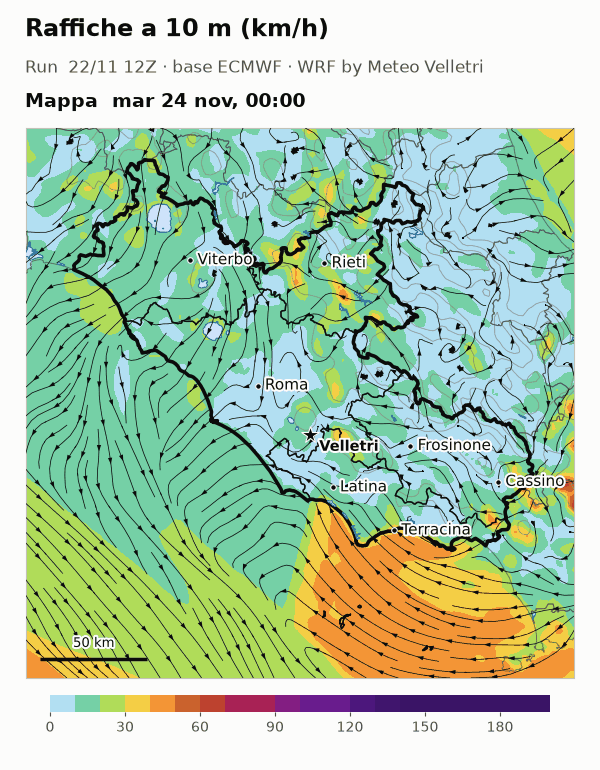 Raffiche a 10 m (km/h)
Run  22/11 12Z · base ECMWF · WRF by Meteo Velletri
Mappa  mar 24 nov, 00:00
Viterbo
Rieti
Roma
Velletri
Frosinone
Cassino
Latina
Terracina
50 km
0 30 60 90 120 150 180